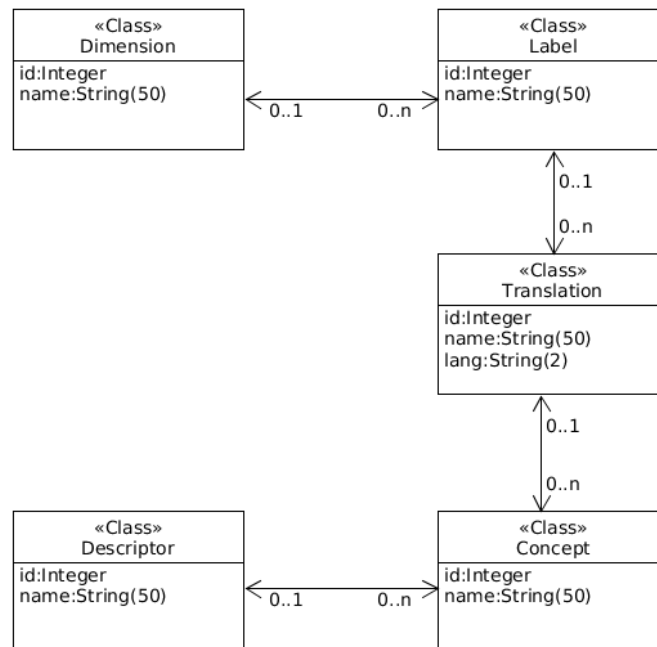 «Class»
Dimension
id:Integer
name:String(50)
«Class»
Label
id:Integer
name:String(50)
0..1
0..n
0..1
0..n
«Class»
Translation
id:Integer
name:String(50)
lang:String(2)
0..1
0..n
«Class»
Descriptor
id:Integer
name:String(50)
«Class»
Concept
id:Integer
name:String(50)
0..1
0..n